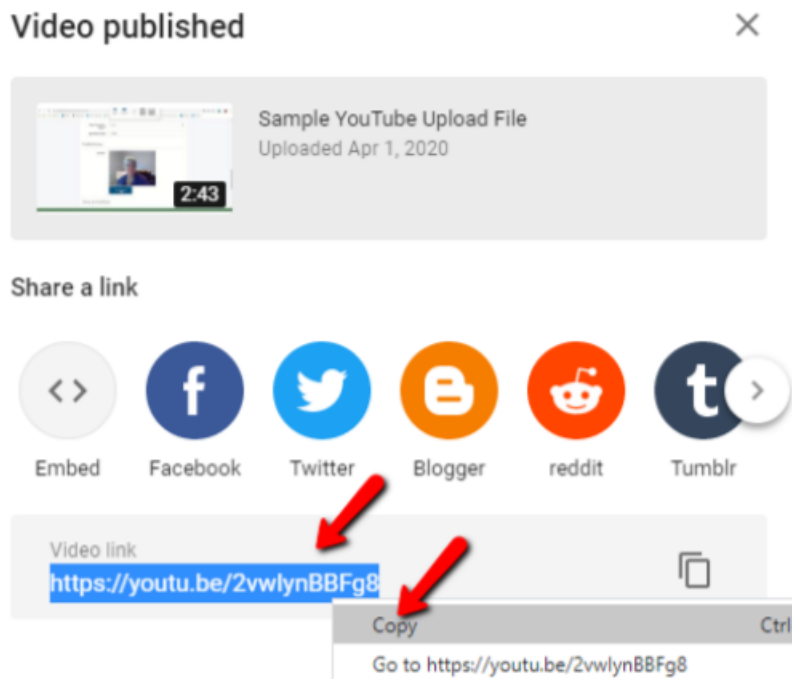 Video published
Sample YouTube Upload File
Uploaded Apr 1, 2020
2:43
Share a link
Embed Facebook Twitter Blogger reddit Tumblr
Video link
https://youtu.be/2vwlynBBFg8
Copy Ctrl
Go to https://youtu.be/2vwlynBBFg8